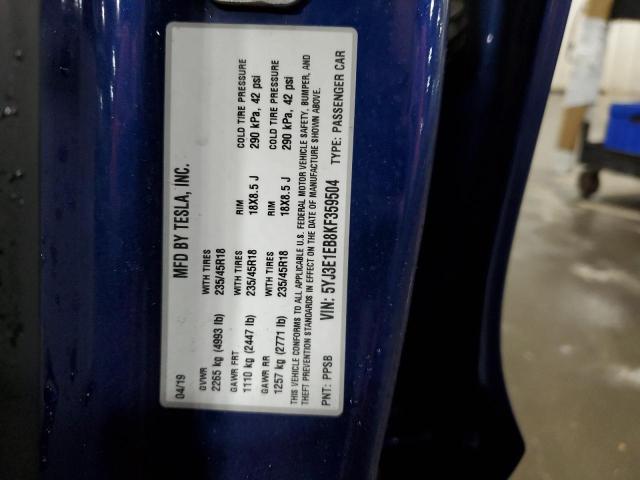 MFD BY TESLA, INC.
04/19
GVWR WITH TIRES RIM COLD TIRE PRESSURE
2265 kg (4993 lb) 235/45R18 18X8.5 J 290 kPa, 42 psi
GAWR FRT WITH TIRES RIM COLD TIRE PRESSURE
1110 kg (2447 lb) 235/45R18 18X8.5 J 290 kPa, 42 psi
GAWR RR
1257 kg (2771 lb) 235/45R18
THIS VEHICLE CONFORMS TO ALL APPLICABLE U.S. FEDERAL MOTOR VEHICLE SAFETY, BUMPER, AND
THEFT PREVENTION STANDARDS IN EFFECT ON THE DATE OF MANUFACTURE SHOWN ABOVE.
PNT: PPSB VIN: 5YJ3E1EB8KF359504 TYPE: PASSENGER CAR